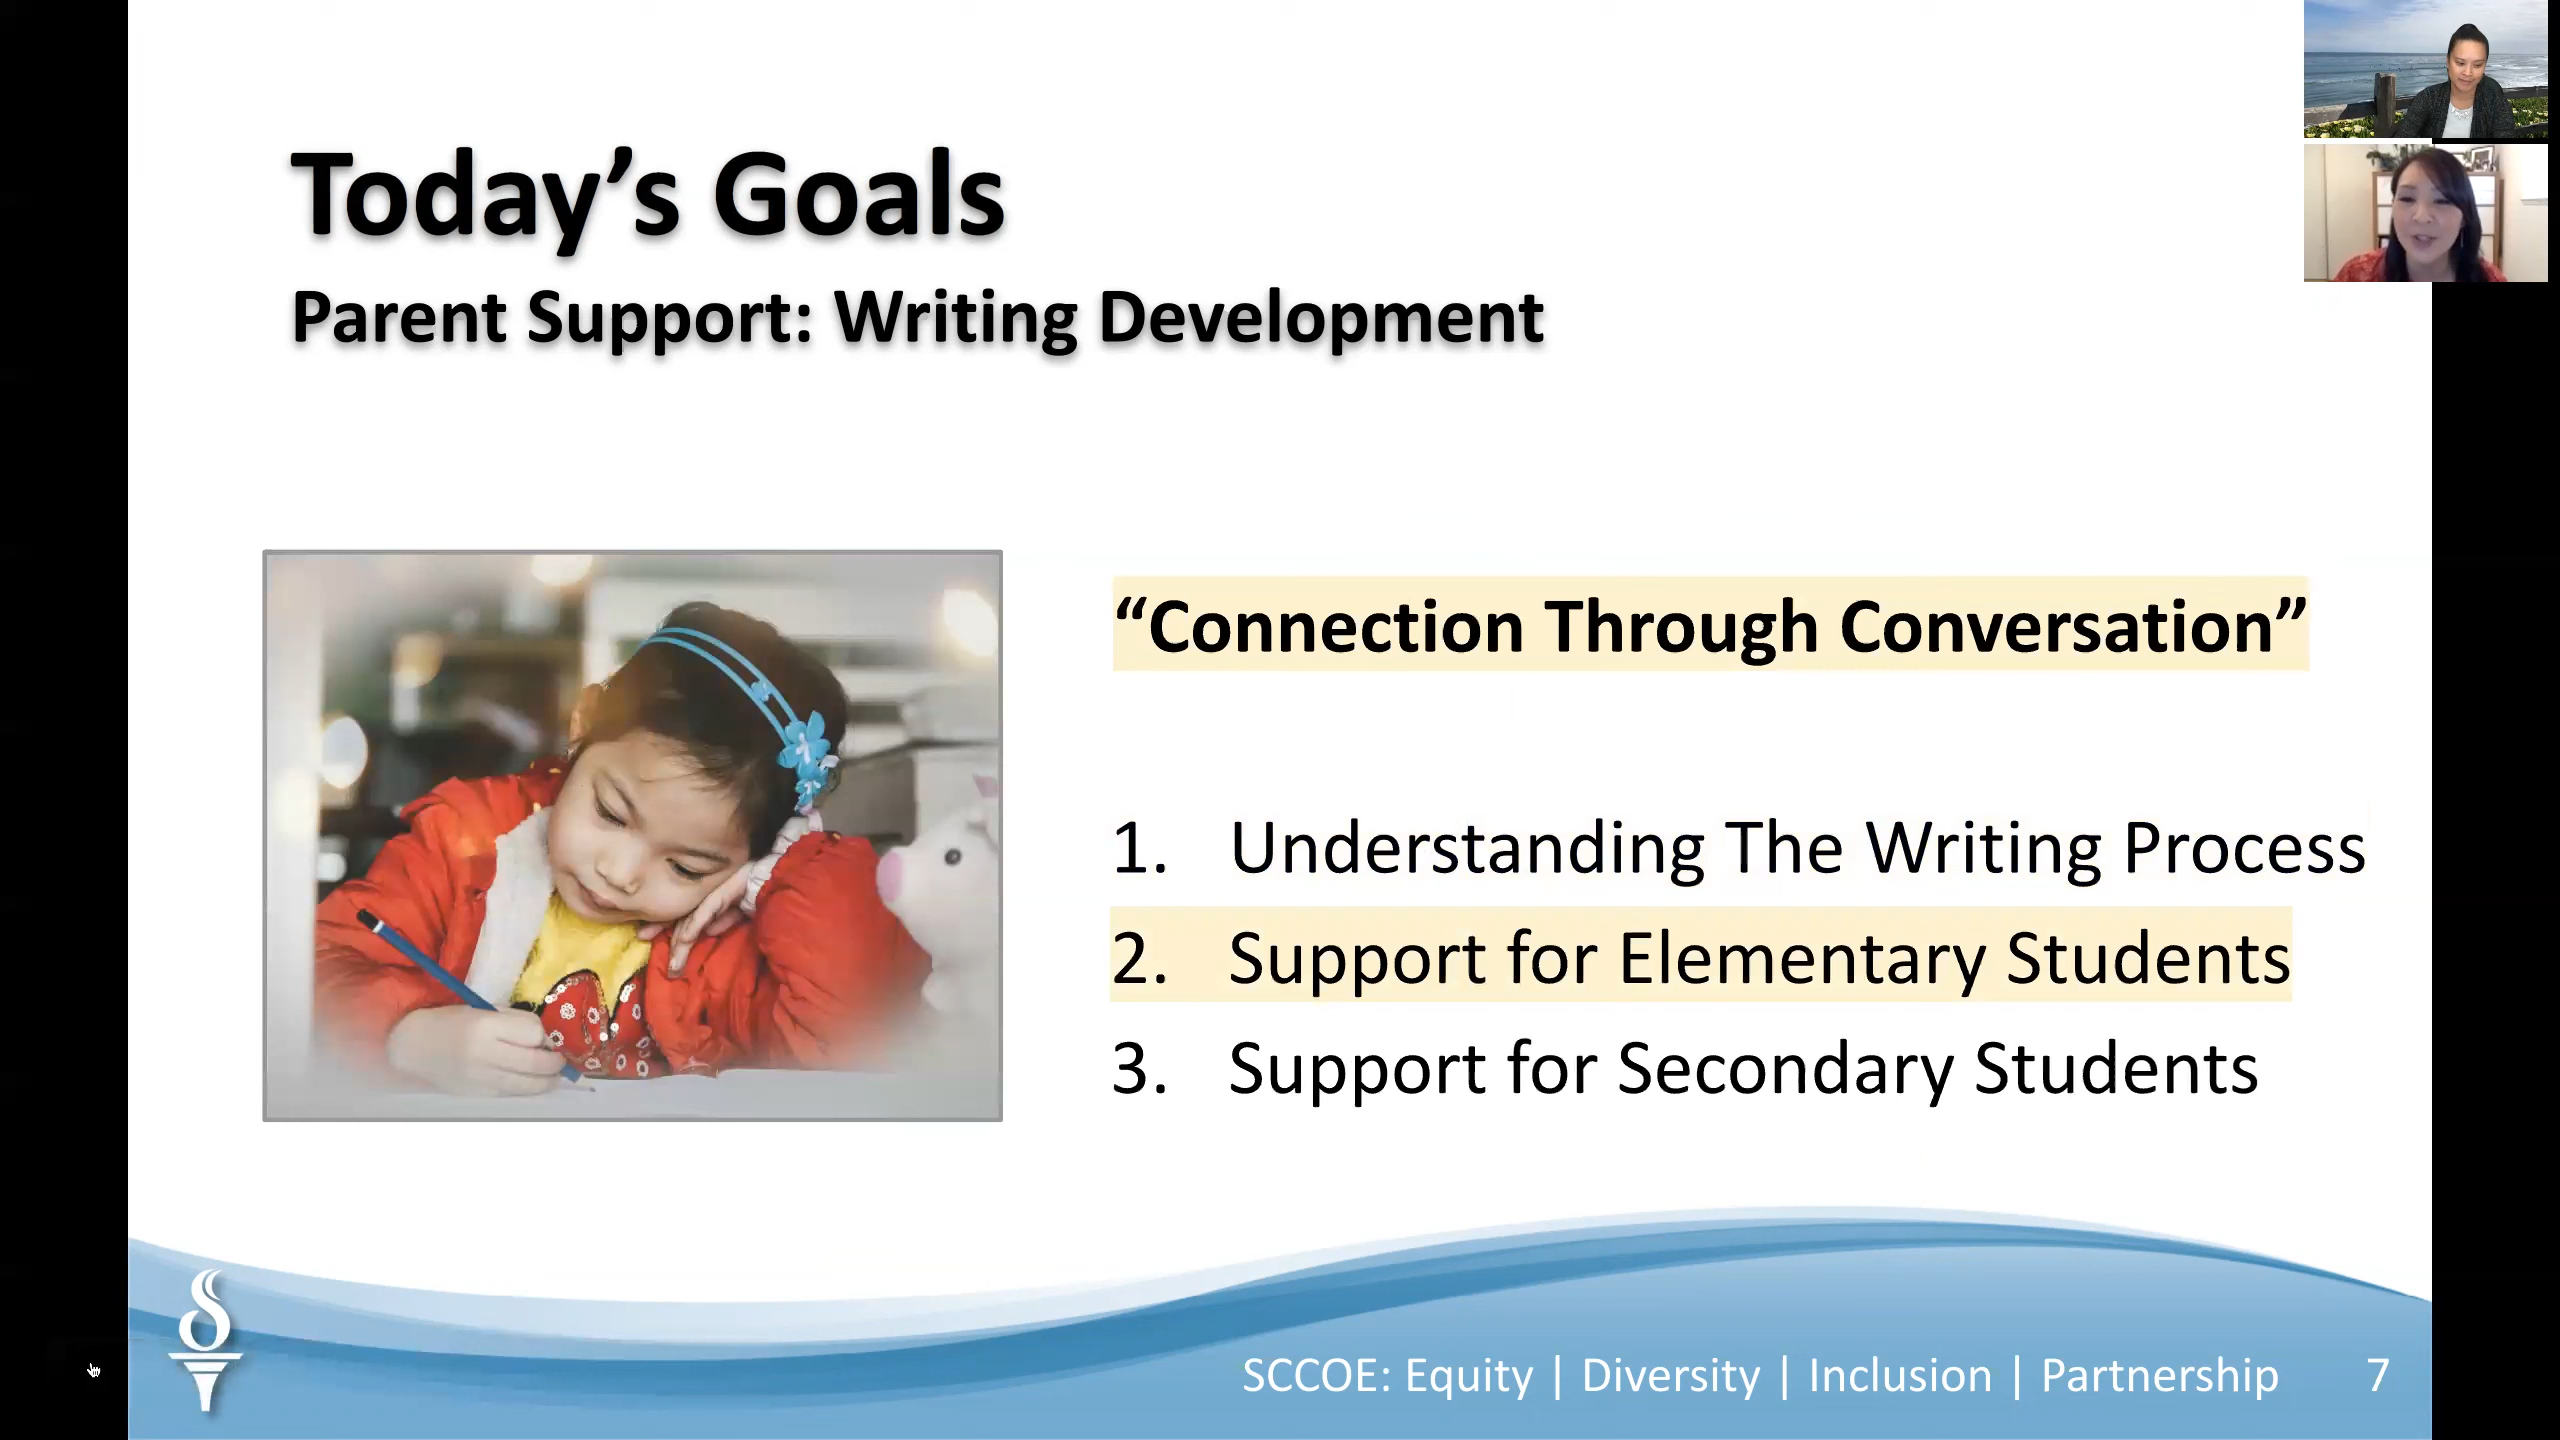 Today’s Goals
Parent Support: Writing Development
“Connection Through Conversation”
1. Understanding The Writing Process
2. Support for Elementary Students
3. Support for Secondary Students
SCCOE: Equity | Diversity | Inclusion | Partnership 7